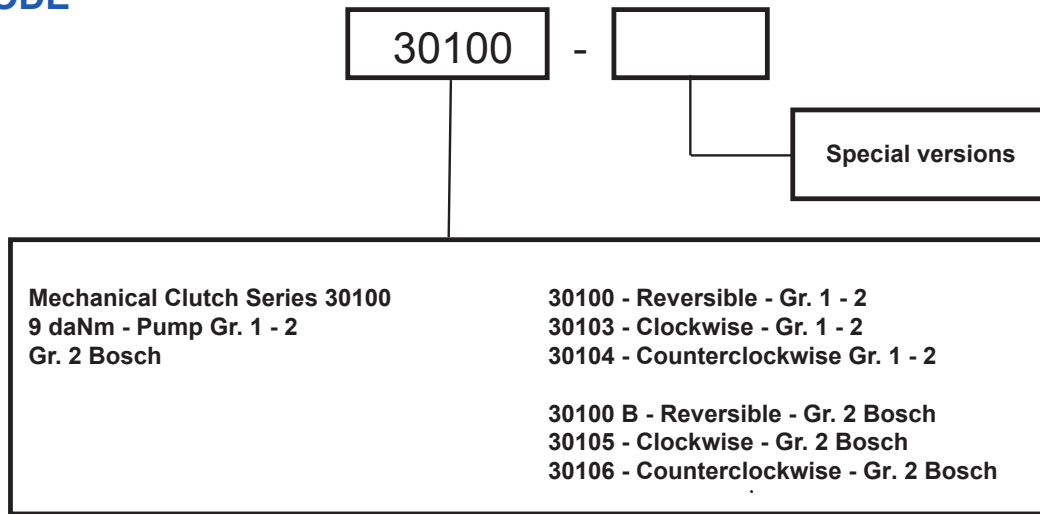 30100 -
Special versions
Mechanical Clutch Series 30100
9 daNm - Pump Gr. 1 - 2
Gr. 2 Bosch
30100 - Reversible - Gr. 1 - 2
30103 - Clockwise - Gr. 1 - 2
30104 - Counterclockwise Gr. 1 - 2
30100 B - Reversible - Gr. 2 Bosch
30105 - Clockwise - Gr. 2 Bosch
30106 - Counterclockwise - Gr. 2 Bosch